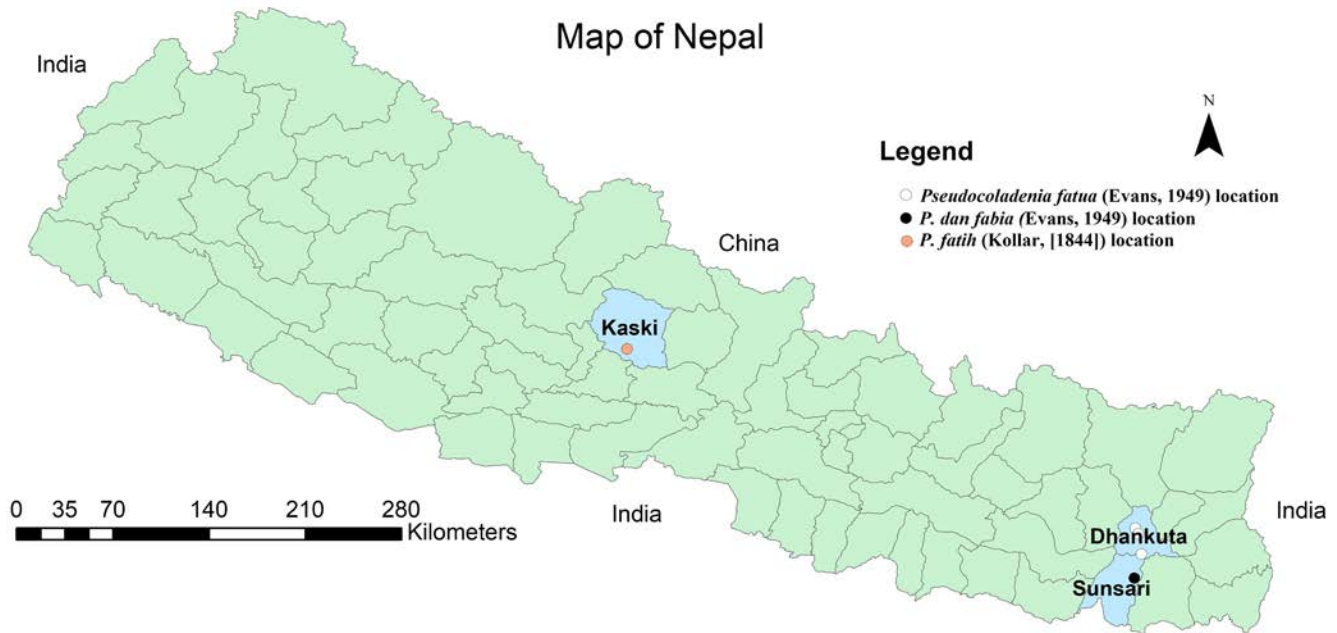 Map of Nepal
India
N
Legend
Pseudocoladenia fatua (Evans, 1949) location
P. dan fabia (Evans, 1949) location
P. fatih (Kollar, [1844]) location
China
Kaski
0 35 70 140 210 280
Kilometers
India
India
Dhankuta
Sunsari